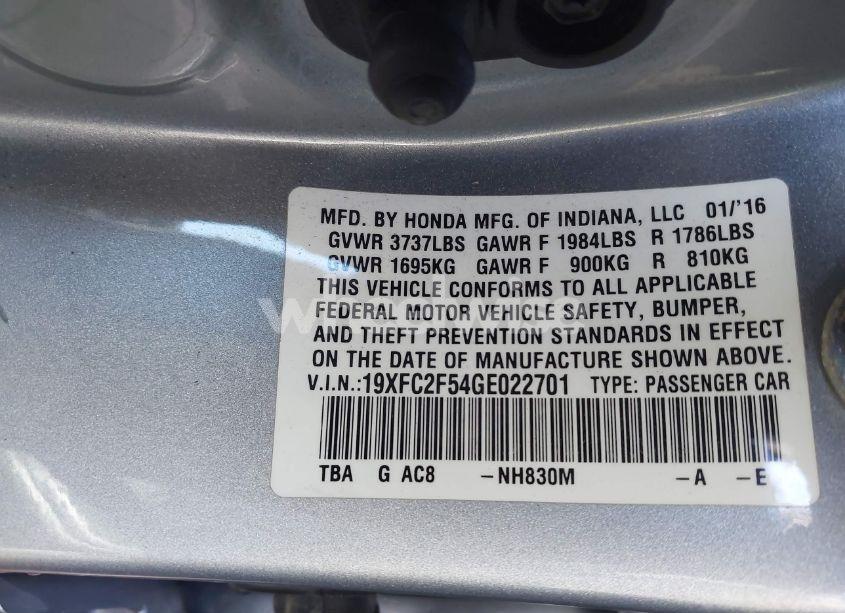 MFD. BY HONDA MFG. OF INDIANA, LLC 01/'16
GVWR 3737LBS GAWR F 1984LBS R 1786LBS
GVWR 1695KG GAWR F 900KG R 810KG
THIS VEHICLE CONFORMS TO ALL APPLICABLE
FEDERAL MOTOR VEHICLE SAFETY, BUMPER,
AND THEFT PREVENTION STANDARDS IN EFFECT
ON THE DATE OF MANUFACTURE SHOWN ABOVE.
V.I.N.:19XFC2F54GE022701 TYPE: PASSENGER CAR
TBA G AC8 -NH830M -A -E